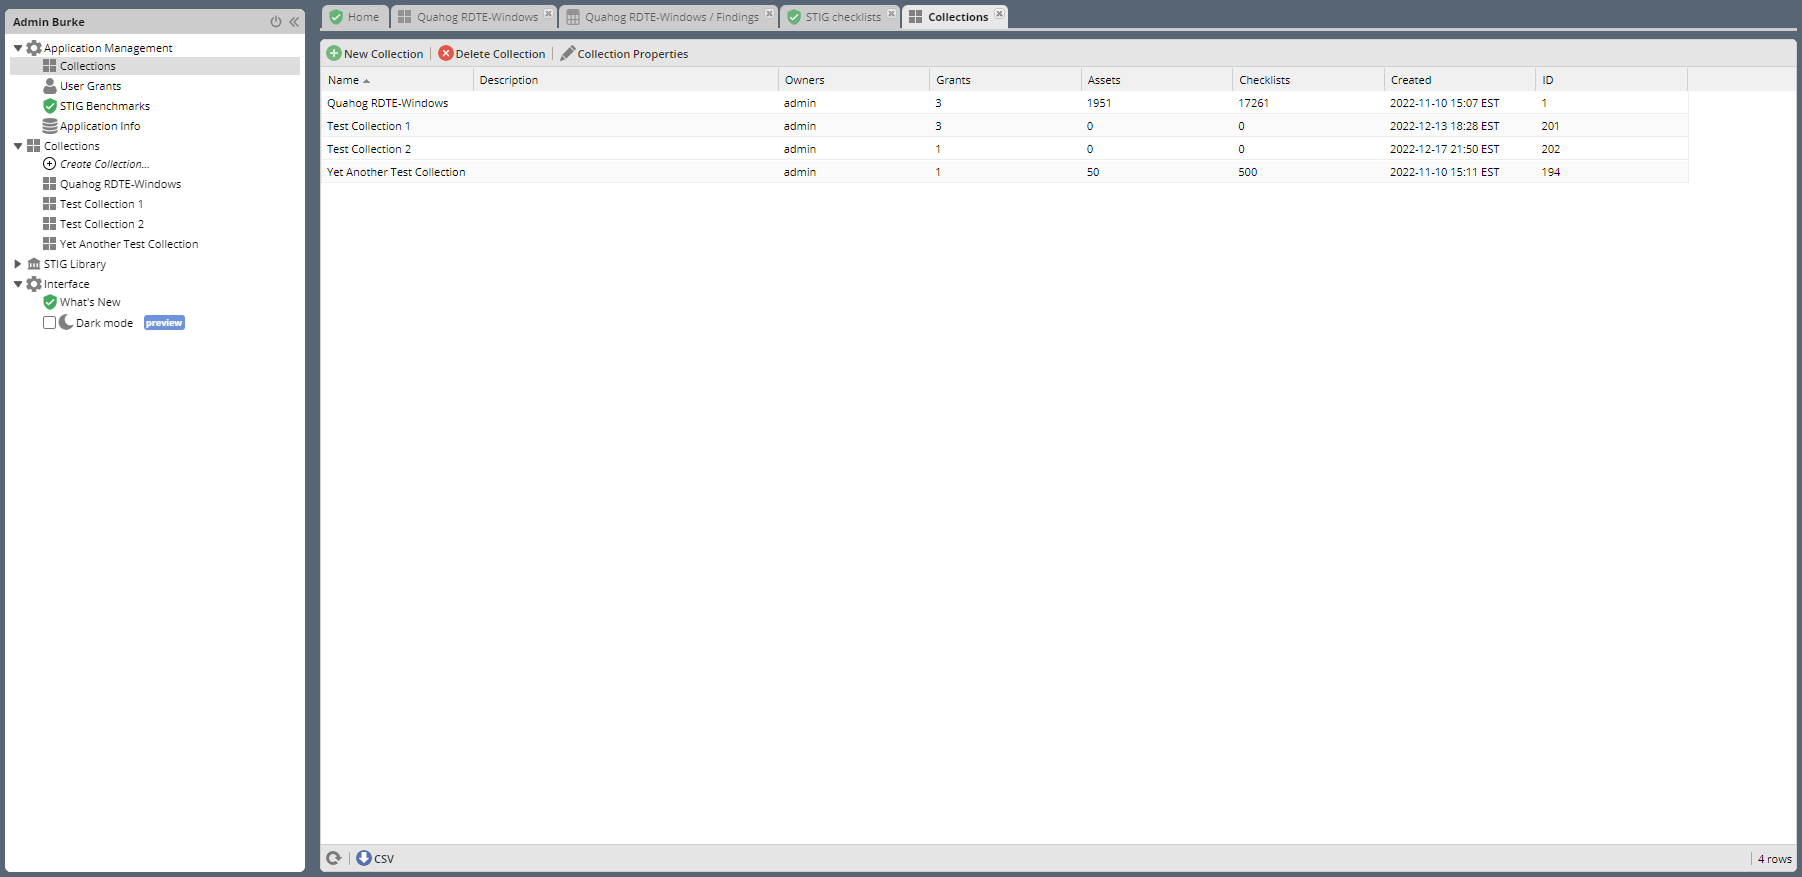 Admin Burke
Application Management
Collections
User Grants
STIG Benchmarks
Application Info
Collections
Create Collection...
Quahog RDTE-Windows
Test Collection 1
Test Collection 2
Yet Another Test Collection
STIG Library
Interface
What's New
Dark mode preview
Home Quahog RDTE-Windows Quahog RDTE-Windows / Findings STIG checklists Collections
New Collection Delete Collection Collection Properties
Name Description Owners Grants Assets Checklists Created ID
Quahog RDTE-Windows admin 3 1951 17261 2022-11-10 15:07 EST 1
Test Collection 1 admin 3 0 0 2022-12-13 18:28 EST 201
Test Collection 2 admin 1 0 0 2022-12-17 21:50 EST 202
Yet Another Test Collection admin 1 50 500 2022-11-10 15:11 EST 194
CSV 4 rows